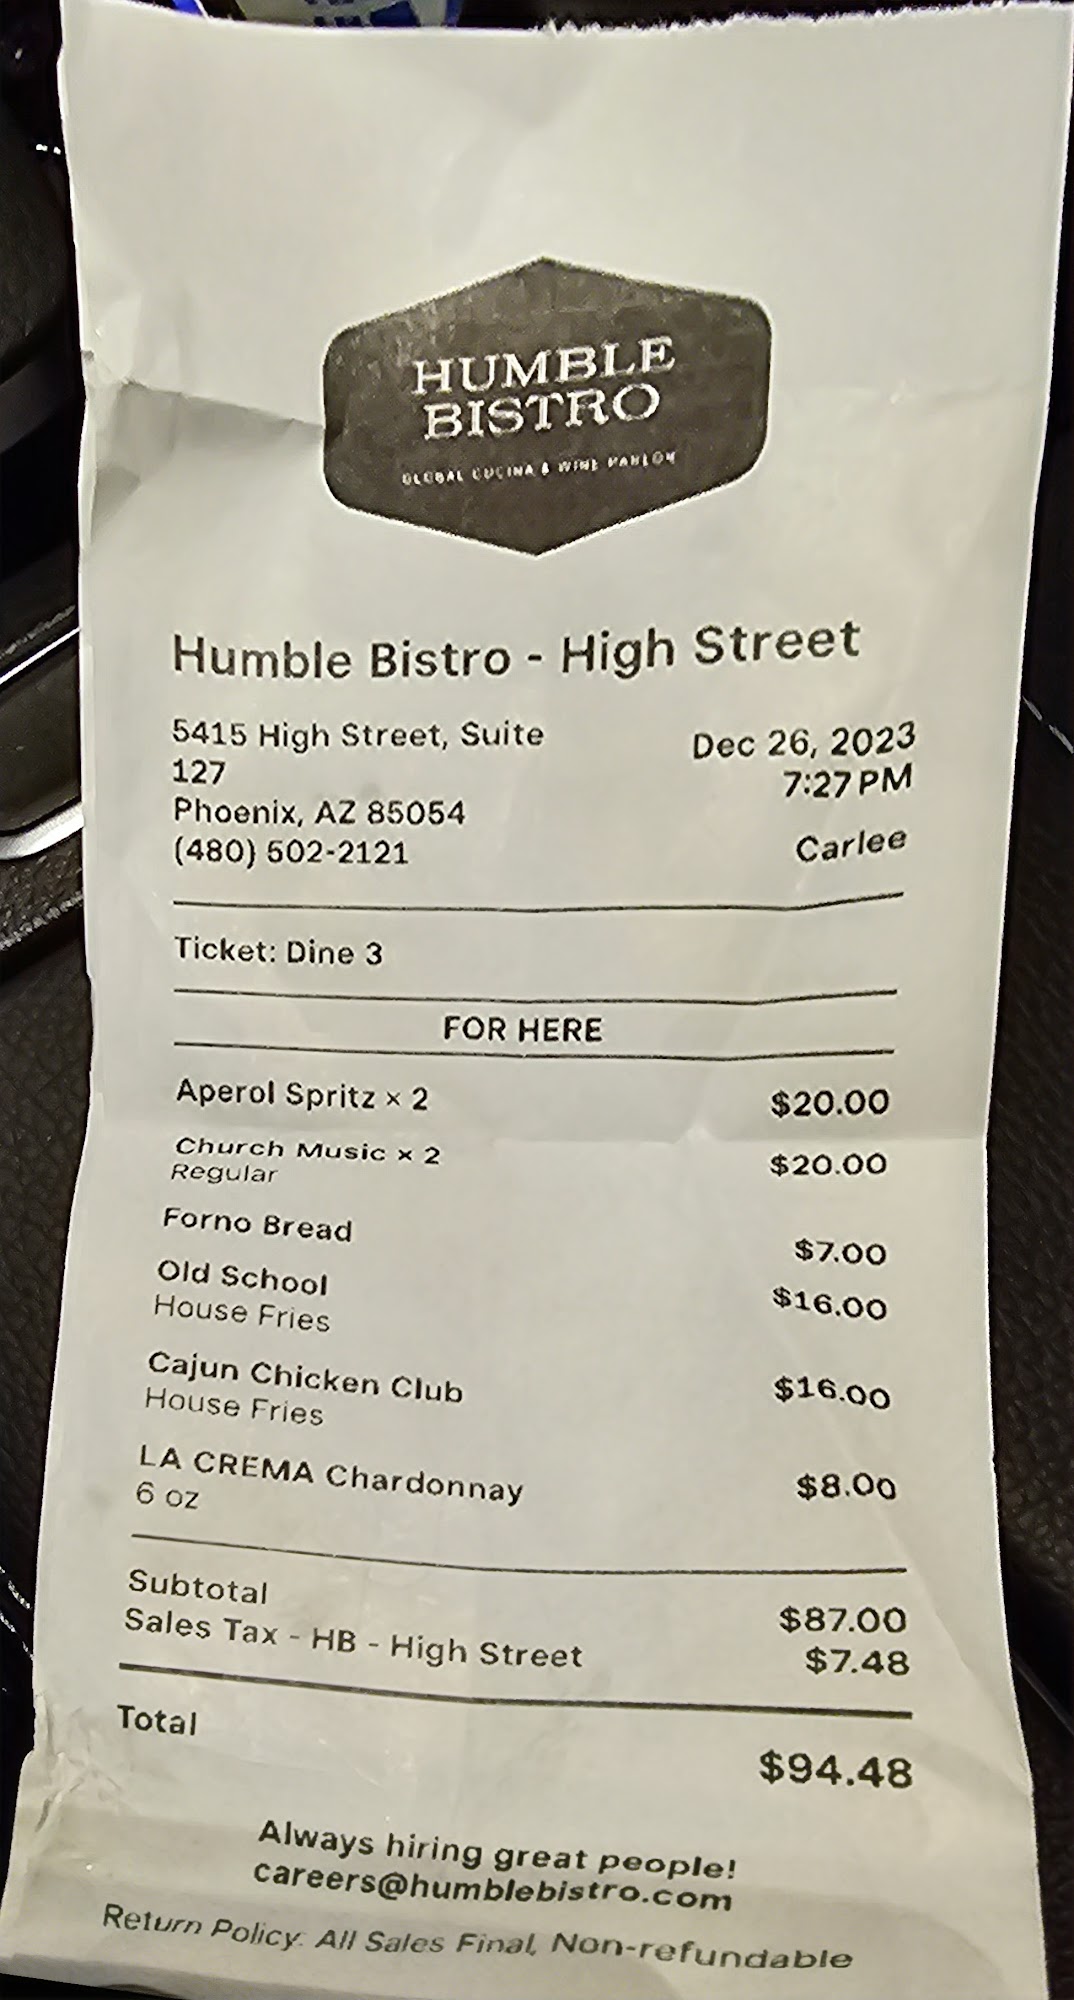 HUMBLE
BISTRO
GLOBAL CUCINA & WINE PARLOR
Humble Bistro - High Street
5415 High Street, Suite
127
Phoenix, AZ 85054
(480) 502-2121
Dec 26, 2023
7:27 PM
Carlee
Ticket: Dine 3
FOR HERE
Aperol Spritz × 2 $20.00
Church Music × 2 $20.00
Regular
Forno Bread $7.00
Old School $16.00
House Fries
Cajun Chicken Club $16.00
House Fries
LA CREMA Chardonnay $8.00
6 oz
Subtotal $87.00
Sales Tax - HB - High Street $7.48
Total $94.48
Always hiring great people!
careers@humblebistro.com
Return Policy: All Sales Final, Non-refundable